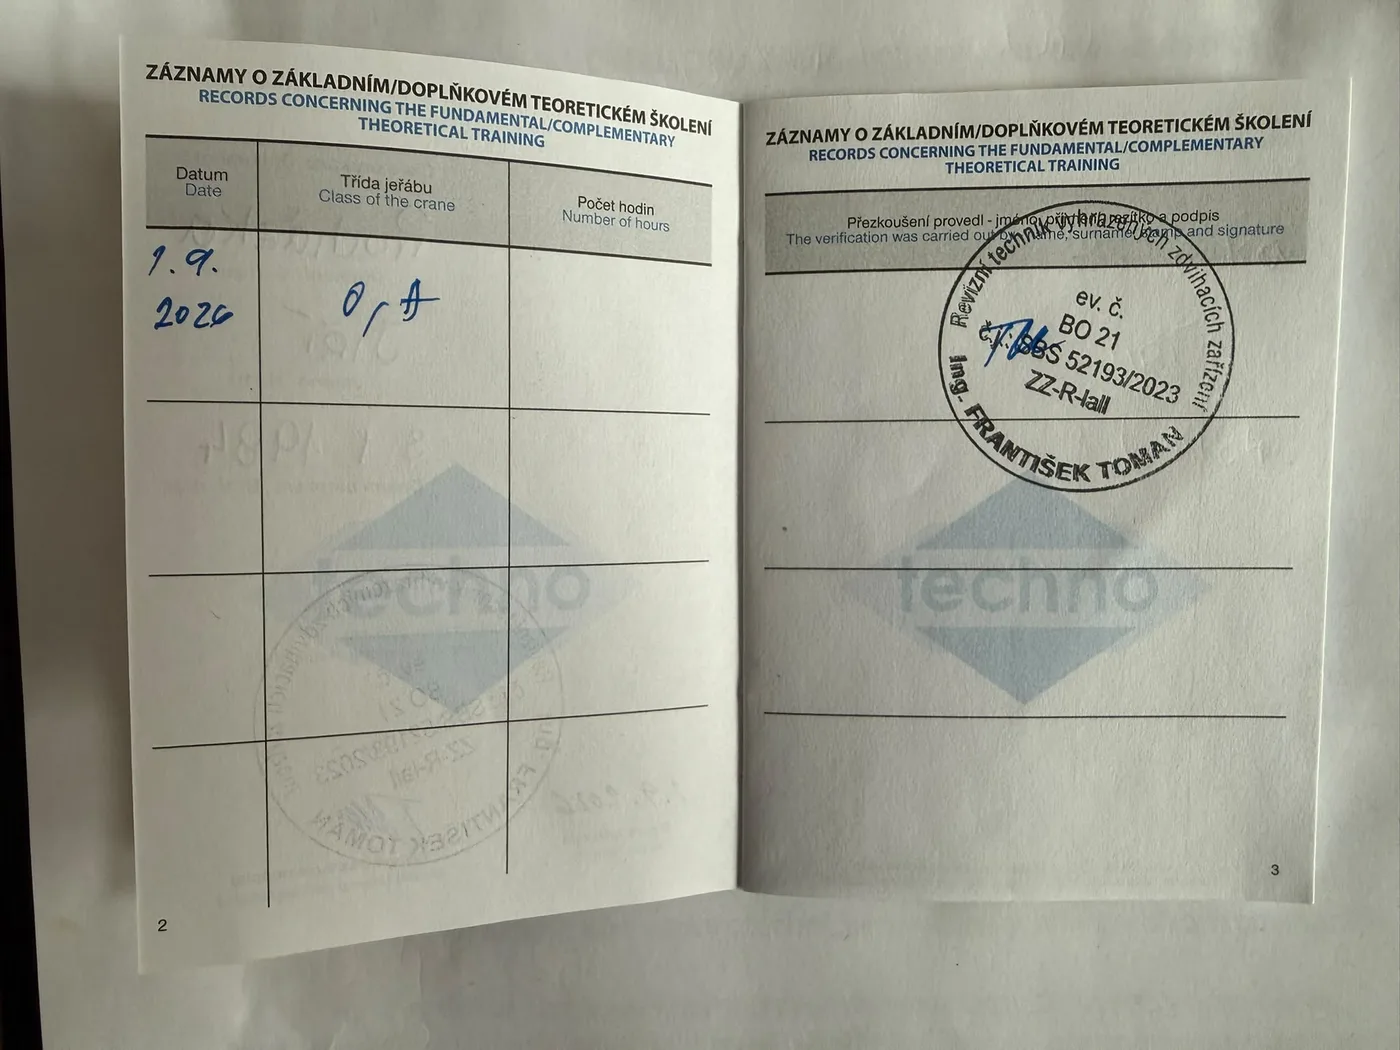 ZÁZNAMY O ZÁKLADNÍM/DOPLŇKOVÉM TEORETICKÉM ŠKOLENÍ
RECORDS CONCERNING THE FUNDAMENTAL/COMPLEMENTARY
THEORETICAL TRAINING
Datum
Date
Třída jeřábu
Class of the crane
Počet hodin
Number of hours
1. 9.
2026
O, A
techno
2
ZÁZNAMY O ZÁKLADNÍM/DOPLŇKOVÉM TEORETICKÉM ŠKOLENÍ
RECORDS CONCERNING THE FUNDAMENTAL/COMPLEMENTARY
THEORETICAL TRAINING
Přezkoušení provedl - jméno, příjmení, razítko a podpis
The verification was carried out by: name, surname, stamp and signature
Revizní technik vyhrazených zdvihacích zařízení
ev. č.
BO 21
č.j.: SBS 52193/2023
ZZ-R-Iall
Ing. FRANTIŠEK TOMAN
techno
3